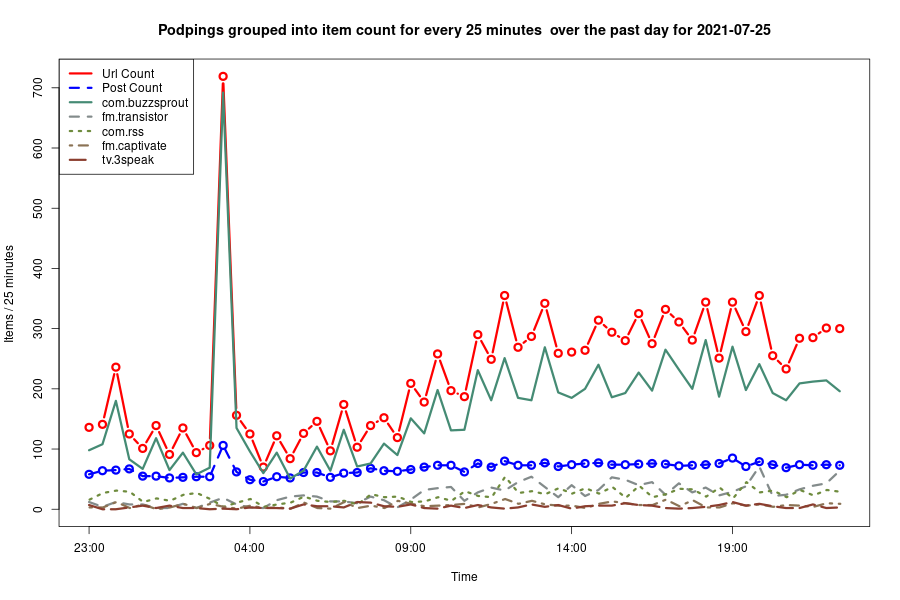 Podpings grouped into item count for every 25 minutes  over the past day for 2021-07-25
Url Count
Post Count
com.buzzsprout
fm.transistor
com.rss
fm.captivate
tv.3speak
Items / 25 minutes
700
600
500
400
300
200
100
0
23:00
04:00
09:00
14:00
19:00
Time